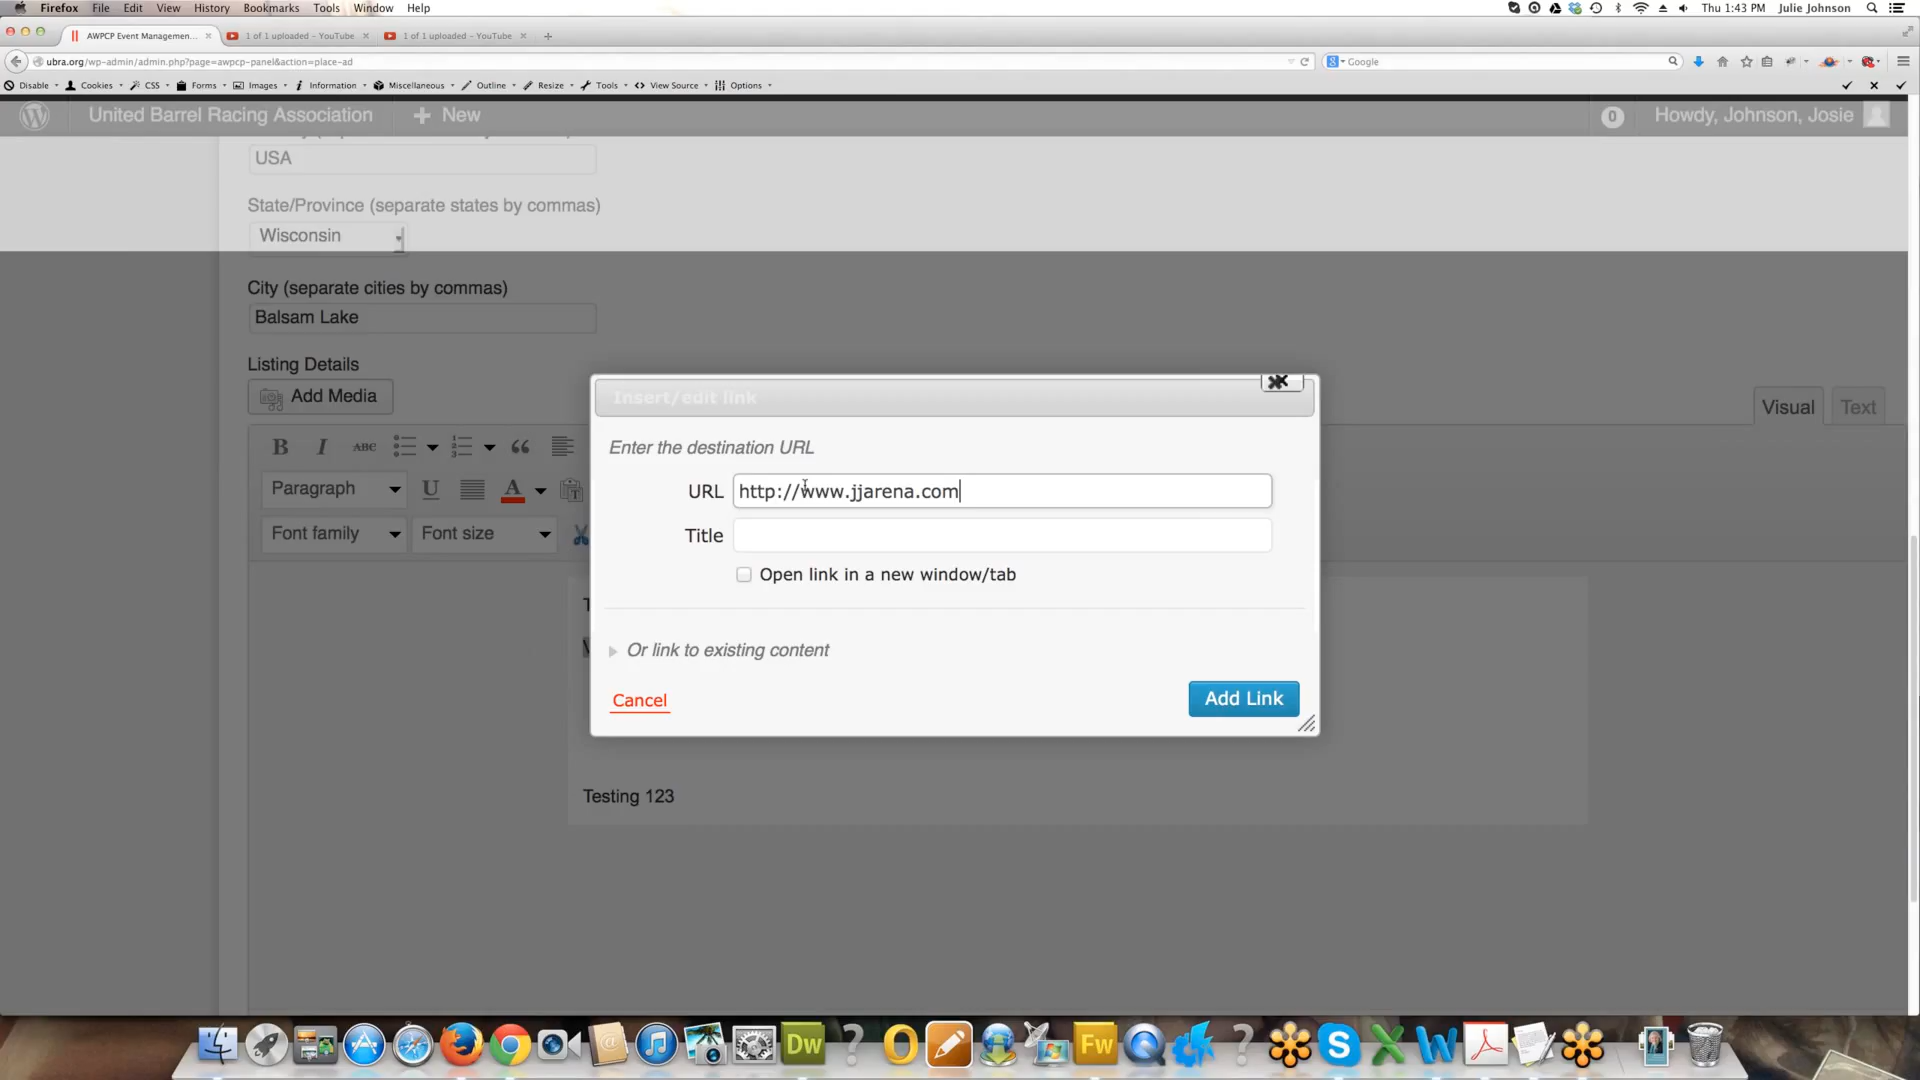 Firefox File Edit View History Bookmarks Tools Window Help Thu 1:43 PM Julie Johnson
AWPCP Event Managemen... 1 of 1 uploaded - YouTube 1 of 1 uploaded - YouTube
ubra.org/wp-admin/admin.php?page=awpcp-panel&action=place-ad Google
Disable Cookies CSS Forms Images Information Miscellaneous Outline Resize Tools View Source Options
United Barrel Racing Association + New 0 Howdy, Johnson, Josie
USA
State/Province (separate states by commas)
Wisconsin
City (separate cities by commas)
Balsam Lake
Listing Details
Add Media Visual Text
Insert/edit link
B I ABC
Enter the destination URL
Paragraph U A
URL http://www.jjarena.com
Font family Font size
Title
Open link in a new window/tab
Or link to existing content
Cancel Add Link
Testing 123
Dw ? O Fw ? S X W